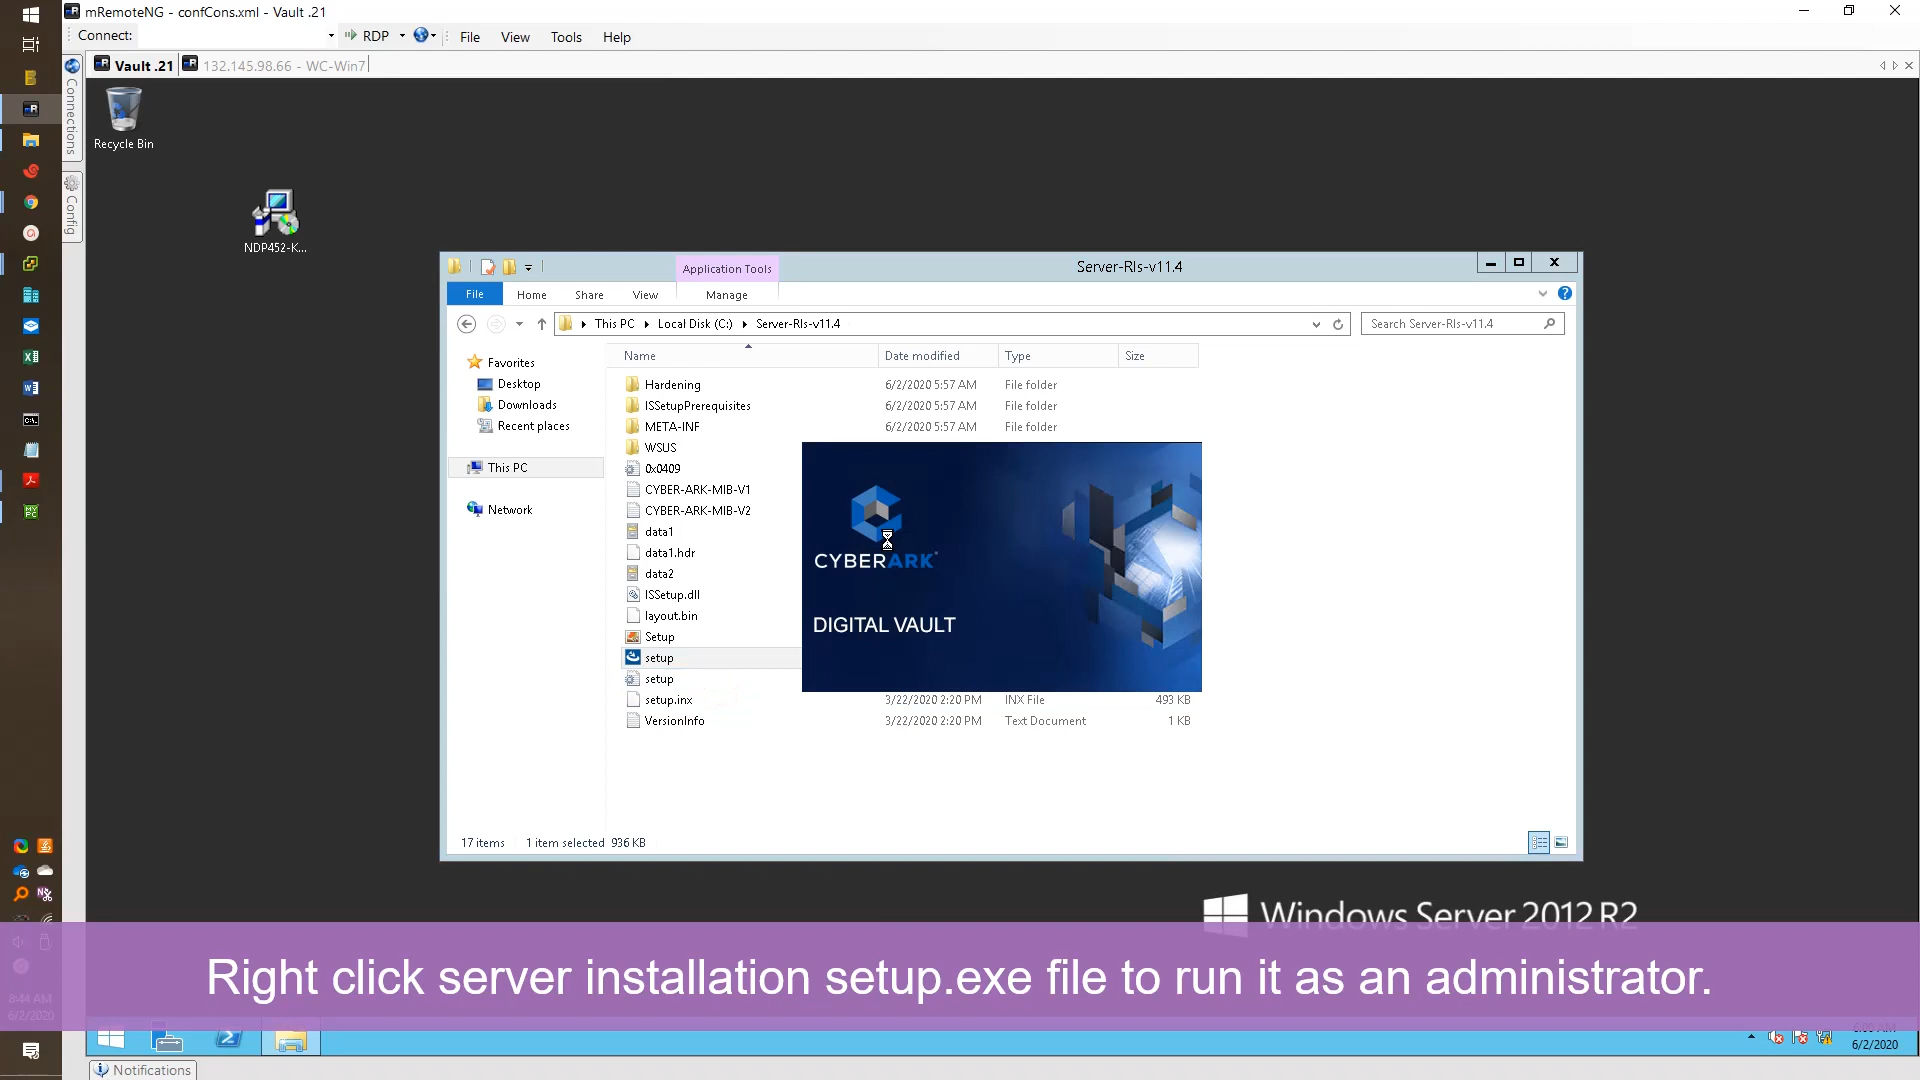 mRemoteNG - confCons.xml - Vault .21
Connect:
RDP
File
View
Tools
Help
Vault .21
132.145.98.66 - WC-Win7
Connections
Config
Recycle Bin
NDP452-K...
Application Tools
Server-Rls-v11.4
File
Home
Share
View
Manage
This PC
Local Disk (C:)
Server-Rls-v11.4
Search Server-Rls-v11.4
Name
Date modified
Type
Size
Favorites
Desktop
Downloads
Recent places
This PC
Network
Hardening 6/2/2020 5:57 AM File folder
ISSetupPrerequisites 6/2/2020 5:57 AM File folder
META-INF 6/2/2020 5:57 AM File folder
WSUS
0x0409
CYBER-ARK-MIB-V1
CYBER-ARK-MIB-V2
data1
data1.hdr
data2
ISSetup.dll
layout.bin
Setup
setup
setup
setup.inx 3/22/2020 2:20 PM INX File 493 KB
VersionInfo 3/22/2020 2:20 PM Text Document 1 KB
CYBERARK
DIGITAL VAULT
17 items
1 item selected 936 KB
Windows Server 2012 R2
Right click server installation setup.exe file to run it as an administrator.
8:44 AM
6/2/2020
6/2/2020
Notifications